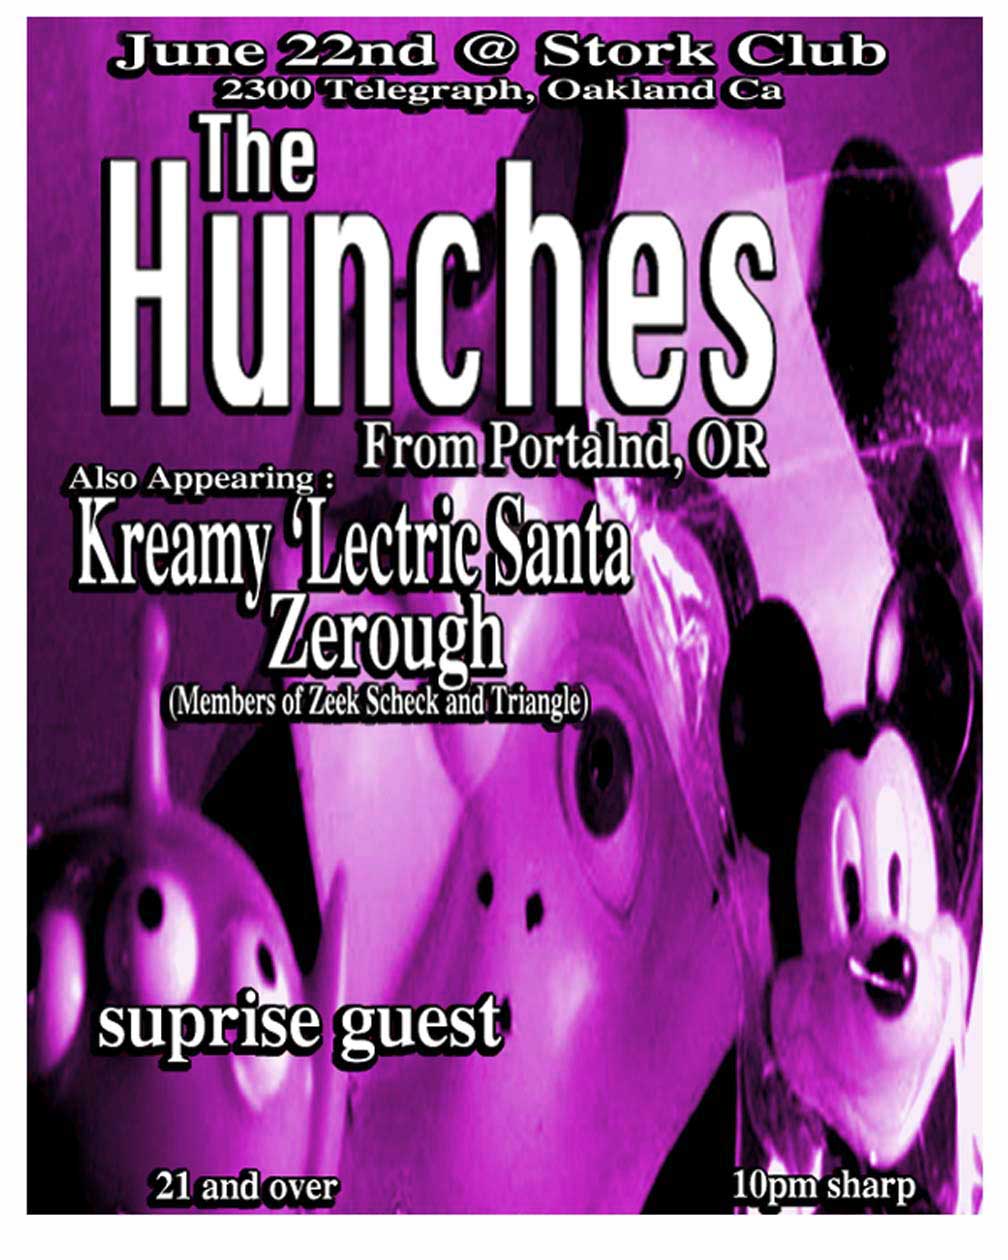 June 22nd @ Stork Club
2300 Telegraph, Oakland Ca
The
Hunches
From Portalnd, OR
Also Appearing :
Kreamy ‘Lectric Santa
Zerough
(Members of Zeek Scheck and Triangle)
suprise guest
21 and over
10pm sharp